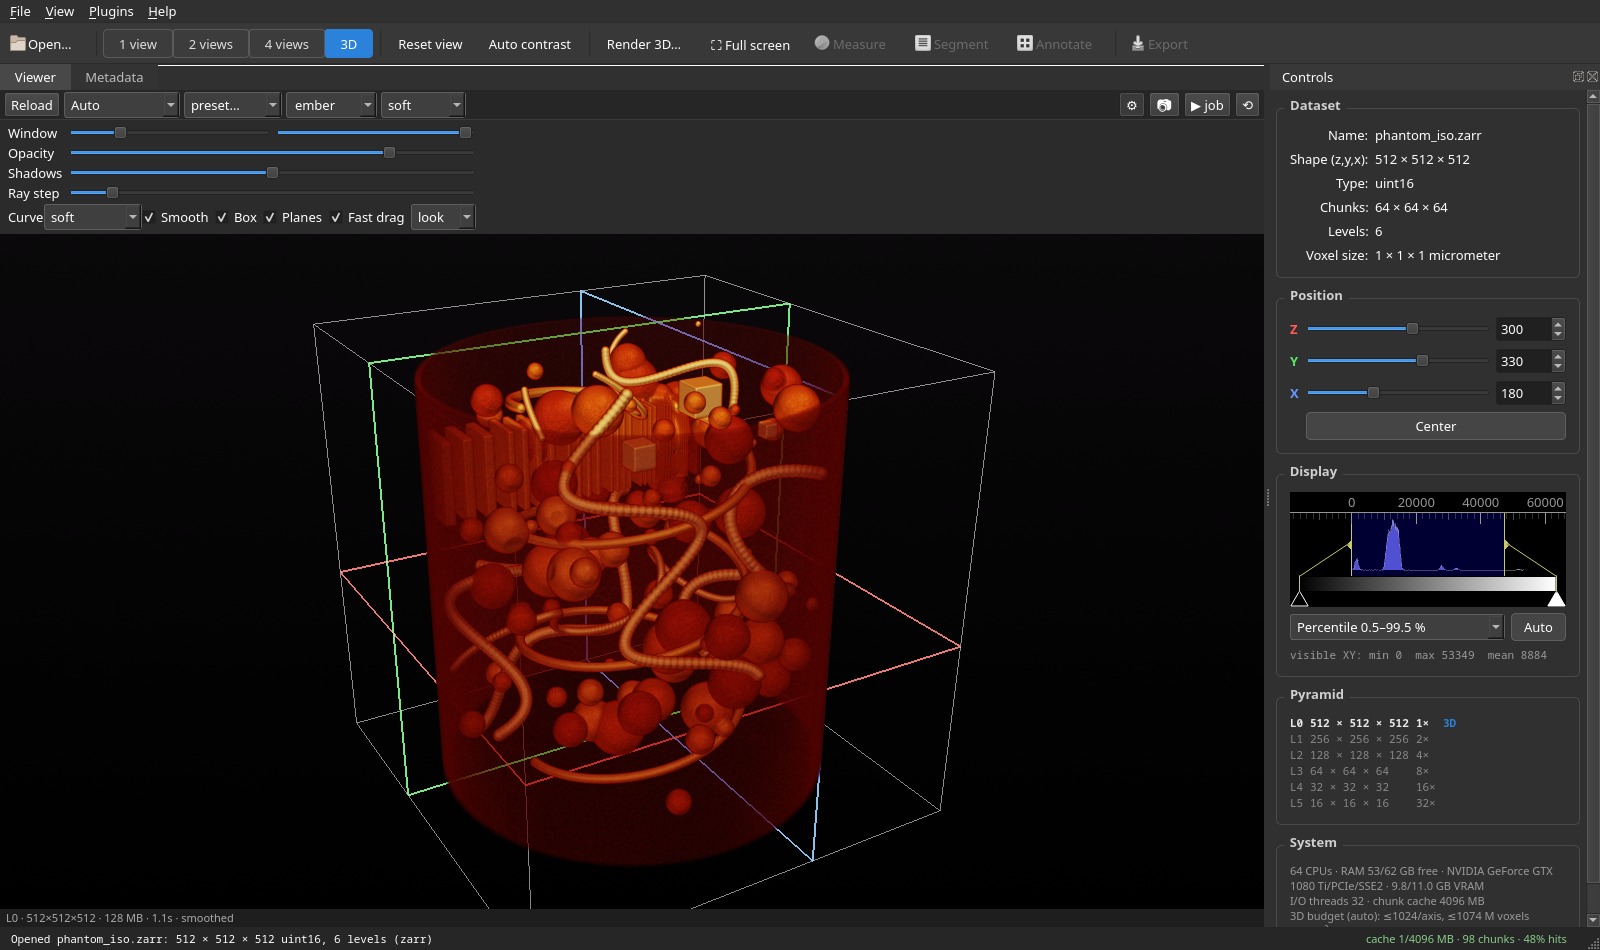 File View Plugins Help
Open... 1 view 2 views 4 views 3D Reset view Auto contrast Render 3D... Full screen Measure Segment Annotate Export
Viewer Metadata
Reload Auto preset... ember soft ▶ job
Window
Opacity
Shadows
Ray step
Curve soft ✓ Smooth ✓ Box ✓ Planes ✓ Fast drag look
L0 · 512×512×512 · 128 MB · 1.1s · smoothed
Opened phantom_iso.zarr: 512 × 512 × 512 uint16, 6 levels (zarr)
Controls
Dataset
Name: phantom_iso.zarr
Shape (z,y,x): 512 × 512 × 512
Type: uint16
Chunks: 64 × 64 × 64
Levels: 6
Voxel size: 1 × 1 × 1 micrometer
Position
Z 300
Y 330
X 180
Center
Display
0 20000 40000 60000
Percentile 0.5–99.5 % Auto
visible XY: min 0 max 53349 mean 8884
Pyramid
L0 512 × 512 × 512 1× 3D
L1 256 × 256 × 256 2×
L2 128 × 128 × 128 4×
L3 64 × 64 × 64 8×
L4 32 × 32 × 32 16×
L5 16 × 16 × 16 32×
System
64 CPUs · RAM 53/62 GB free · NVIDIA GeForce GTX
1080 Ti/PCIe/SSE2 · 9.8/11.0 GB VRAM
I/O threads 32 · chunk cache 4096 MB
3D budget (auto): ≤1024/axis, ≤1074 M voxels
cache 1/4096 MB · 98 chunks · 48% hits